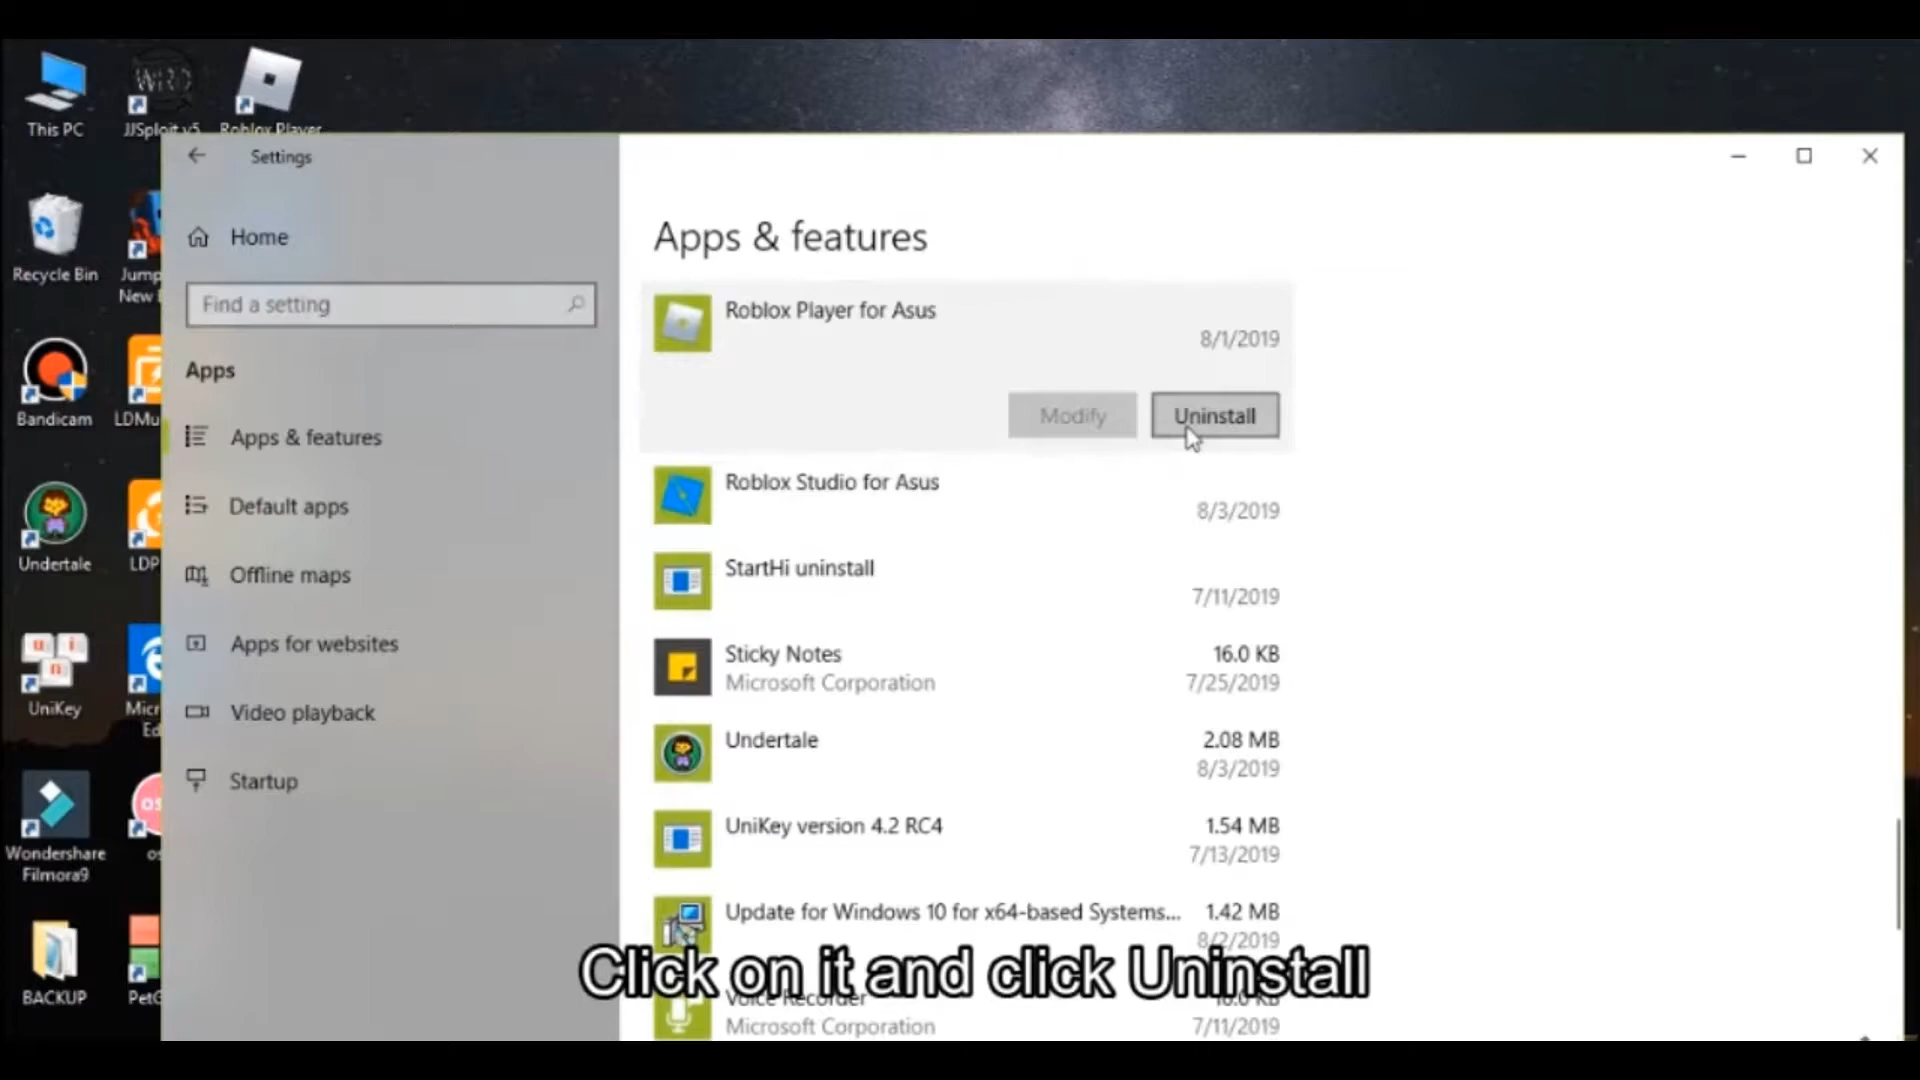 This PC
JJSploit v5
Roblox Player
Recycle Bin
Jump
New
Bandicam
LDMu
Undertale
LDP
UniKey
Micr
Ed
Wondershare
Filmora9
os
BACKUP
Pet
Settings
Home
Find a setting
Apps
Apps & features
Default apps
Offline maps
Apps for websites
Video playback
Startup
Apps & features
Roblox Player for Asus
8/1/2019
Modify
Uninstall
Roblox Studio for Asus
8/3/2019
StartHi uninstall
7/11/2019
Sticky Notes
16.0 KB
Microsoft Corporation
7/25/2019
Undertale
2.08 MB
8/3/2019
UniKey version 4.2 RC4
1.54 MB
7/13/2019
Update for Windows 10 for x64-based Systems...
1.42 MB
8/2/2019
Click on it and click Uninstall
Voice Recorder
16.0 KB
Microsoft Corporation
7/11/2019